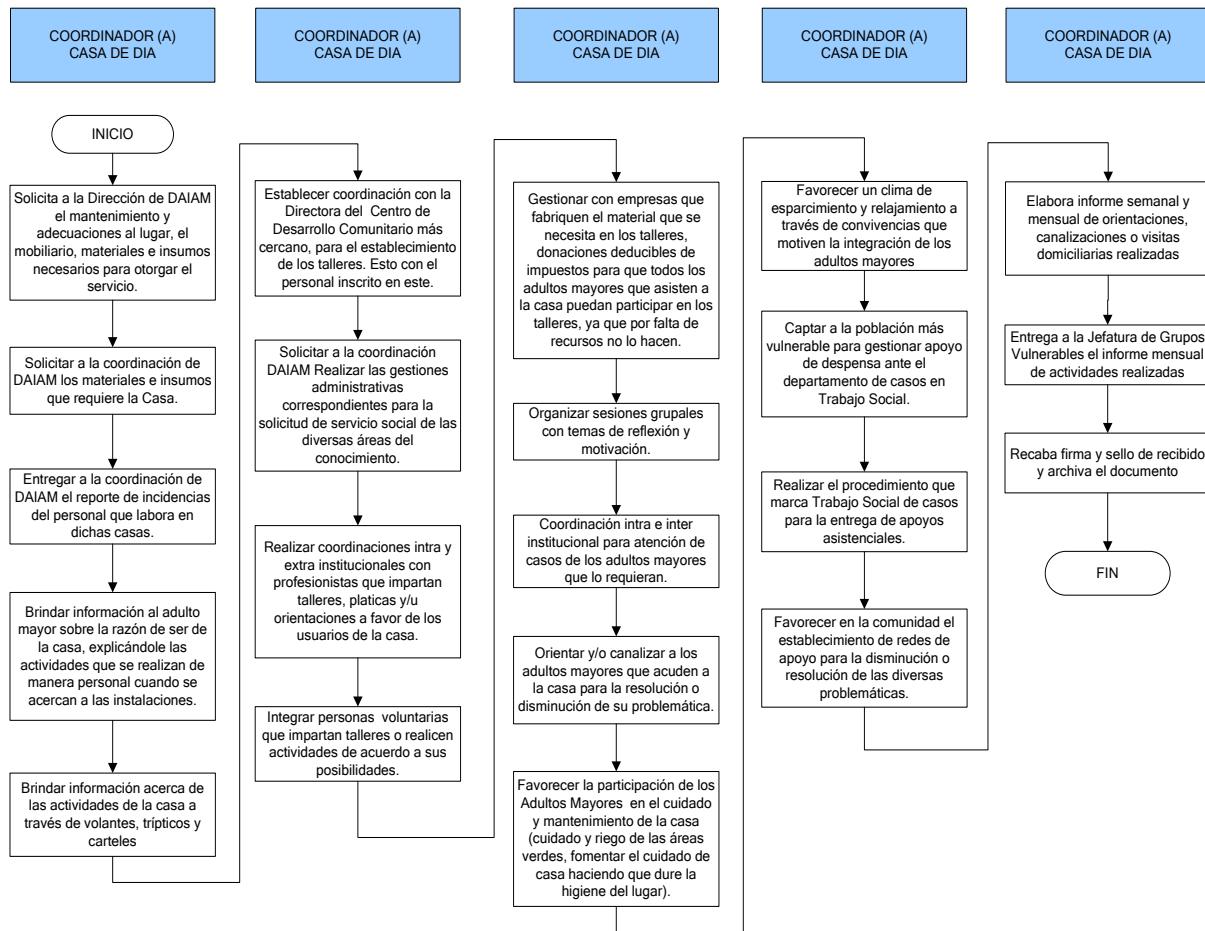 COORDINADOR (A)
CASA DE DIA
COORDINADOR (A)
CASA DE DIA
COORDINADOR (A)
CASA DE DIA
COORDINADOR (A)
CASA DE DIA
COORDINADOR (A)
CASA DE DIA
INICIO
Solicita a la Dirección de DAIAM
el mantenimiento y
adecuaciones al lugar, el
mobiliario, materiales e insumos
necesarios para otorgar el
servicio.
Solicitar a la coordinación de
DAIAM los materiales e insumos
que requiere la Casa.
Entregar a la coordinación de
DAIAM el reporte de incidencias
del personal que labora en
dichas casas.
Brindar información al adulto
mayor sobre la razón de ser de
la casa, explicándole las
actividades que se realizan de
manera personal cuando se
acercan a las instalaciones.
Brindar información acerca de
las actividades de la casa a
través de volantes, trípticos y
carteles
Establecer coordinación con la
Directora del Centro de
Desarrollo Comunitario más
cercano, para el establecimiento
de los talleres. Esto con el
personal inscrito en este.
Solicitar a la coordinación
DAIAM Realizar las gestiones
administrativas
correspondientes para la
solicitud de servicio social de las
diversas áreas del
conocimiento.
Realizar coordinaciones intra y
extra institucionales con
profesionistas que impartan
talleres, platicas y/u
orientaciones a favor de los
usuarios de la casa.
Integrar personas voluntarias
que impartan talleres o realicen
actividades de acuerdo a sus
posibilidades.
Gestionar con empresas que
fabriquen el material que se
necesita en los talleres,
donaciones deducibles de
impuestos para que todos los
adultos mayores que asisten a
la casa puedan participar en los
talleres, ya que por falta de
recursos no lo hacen.
Organizar sesiones grupales
con temas de reflexión y
motivación.
Coordinación intra e inter
institucional para atención de
casos de los adultos mayores
que lo requieran.
Orientar y/o canalizar a los
adultos mayores que acuden a
la casa para la resolución o
disminución de su problemática.
Favorecer la participación de los
Adultos Mayores en el cuidado
y mantenimiento de la casa
(cuidado y riego de las áreas
verdes, fomentar el cuidado de
casa haciendo que dure la
higiene del lugar).
Favorecer un clima de
esparcimiento y relajamiento a
través de convivencias que
motiven la integración de los
adultos mayores
Captar a la población más
vulnerable para gestionar apoyo
de despensa ante el
departamento de casos en
Trabajo Social.
Realizar el procedimiento que
marca Trabajo Social de casos
para la entrega de apoyos
asistenciales.
Favorecer en la comunidad el
establecimiento de redes de
apoyo para la disminución o
resolución de las diversas
problemáticas.
Elabora informe semanal y
mensual de orientaciones,
canalizaciones o visitas
domiciliarias realizadas
Entrega a la Jefatura de Grupos
Vulnerables el informe mensual
de actividades realizadas
Recaba firma y sello de recibido
y archiva el documento
FIN